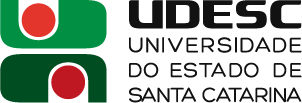 UDESC
UNIVERSIDADE
DO ESTADO DE
SANTA CATARINA